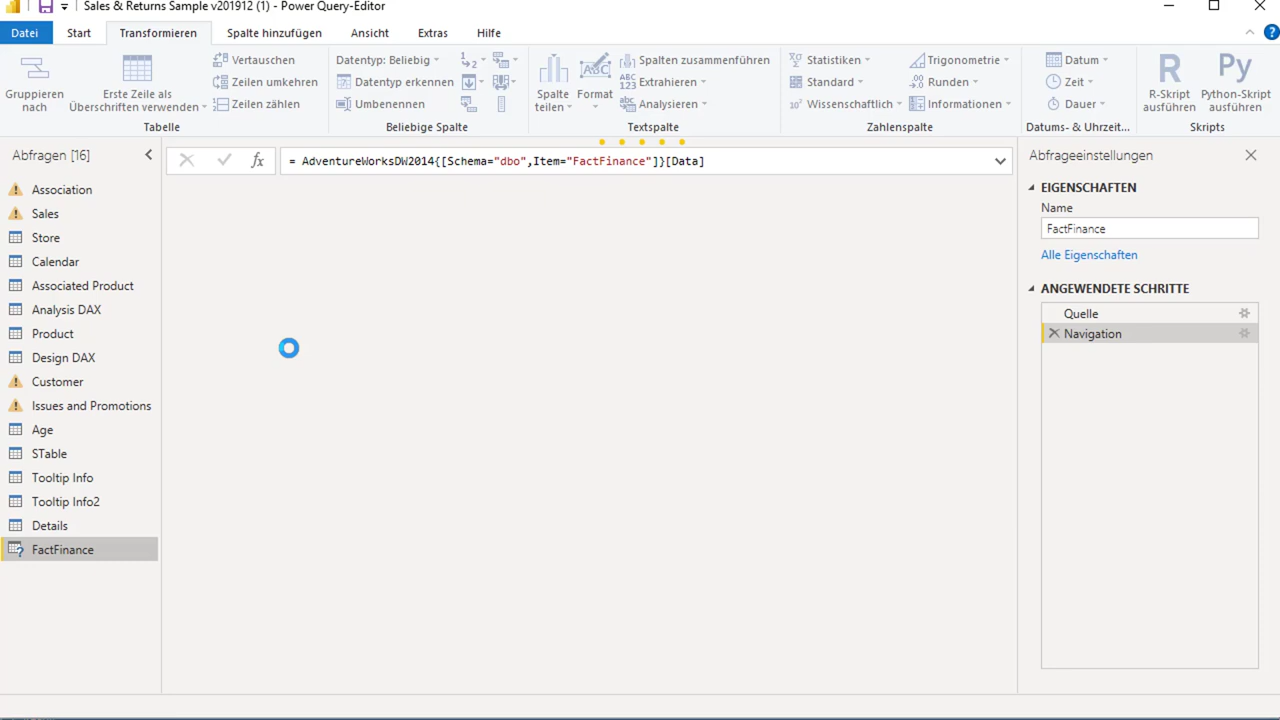 Sales & Returns Sample v201912 (1) - Power Query-Editor
Datei
Start
Transformieren
Spalte hinzufügen
Ansicht
Extras
Hilfe
Gruppieren nach
Erste Zeile als Überschriften verwenden
Vertauschen
Zeilen umkehren
Zeilen zählen
Tabelle
Datentyp: Beliebig
Datentyp erkennen
Umbenennen
Beliebige Spalte
Spalte teilen
Format
Spalten zusammenführen
Extrahieren
Analysieren
Textspalte
Statistiken
Standard
Wissenschaftlich
Trigonometrie
Runden
Informationen
Zahlenspalte
Datum
Zeit
Dauer
Datums- & Uhrzeit...
R-Skript ausführen
Python-Skript ausführen
Skripts
Abfragen [16]
= AdventureWorksDW2014{[Schema="dbo",Item="FactFinance"]}[Data]
Association
Sales
Store
Calendar
Associated Product
Analysis DAX
Product
Design DAX
Customer
Issues and Promotions
Age
STable
Tooltip Info
Tooltip Info2
Details
FactFinance
Abfrageeinstellungen
EIGENSCHAFTEN
Name
FactFinance
Alle Eigenschaften
ANGEWENDETE SCHRITTE
Quelle
Navigation